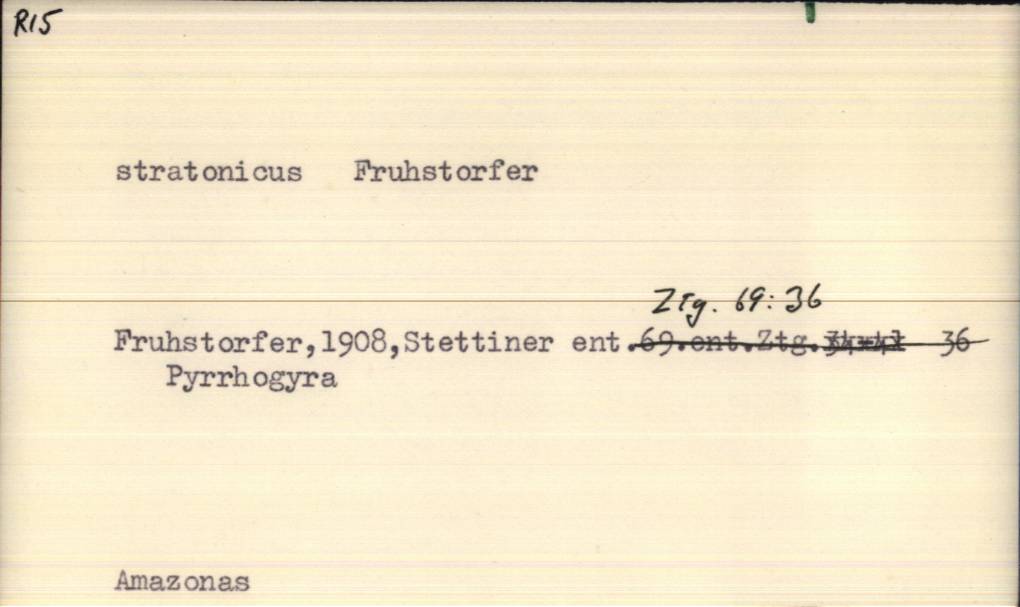 R15
stratonicus Fruhstorfer
Ztg. 69:36
Fruhstorfer,1908,Stettiner ent.69.ent.Ztg. 36
Pyrrhogyra
Amazonas